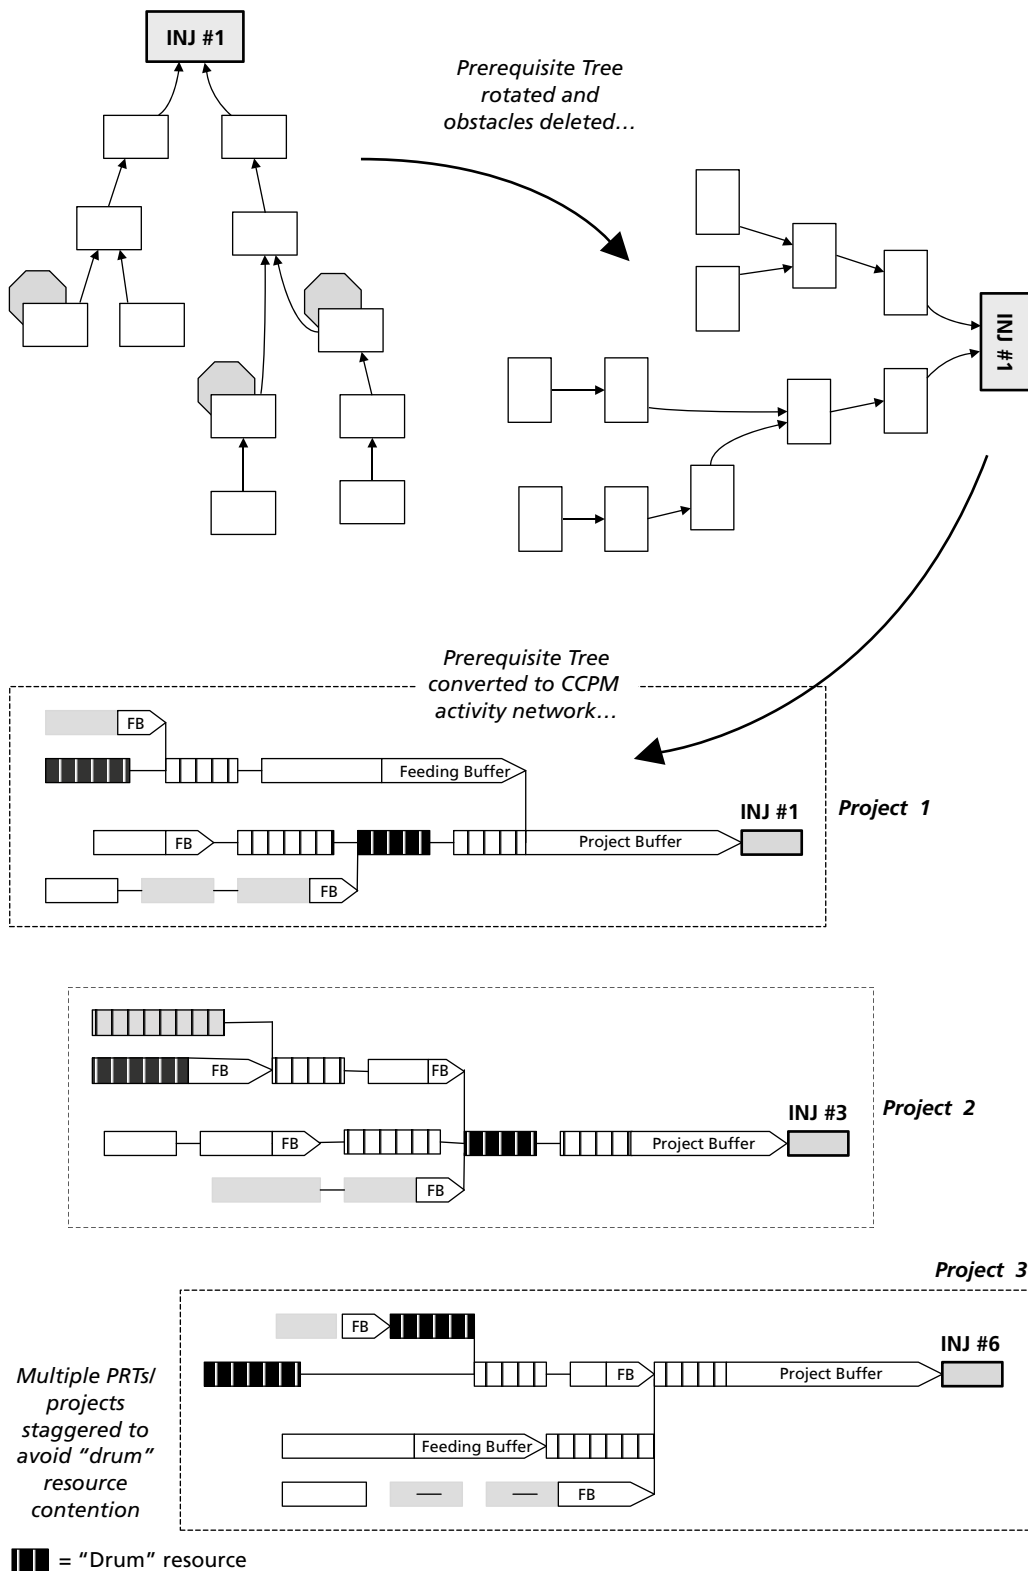 INJ #1
Prerequisite Tree
rotated and
obstacles deleted…
INJ #1
Prerequisite Tree
converted to CCPM
activity network…
FB
Feeding Buffer
INJ #1
Project 1
FB
Project Buffer
FB
FB
FB
INJ #3
Project 2
FB
Project Buffer
FB
Project 3
FB
INJ #6
FB
Project Buffer
Multiple PRTs/
projects
staggered to
avoid “drum”
resource
contention
Feeding Buffer
FB
= “Drum” resource